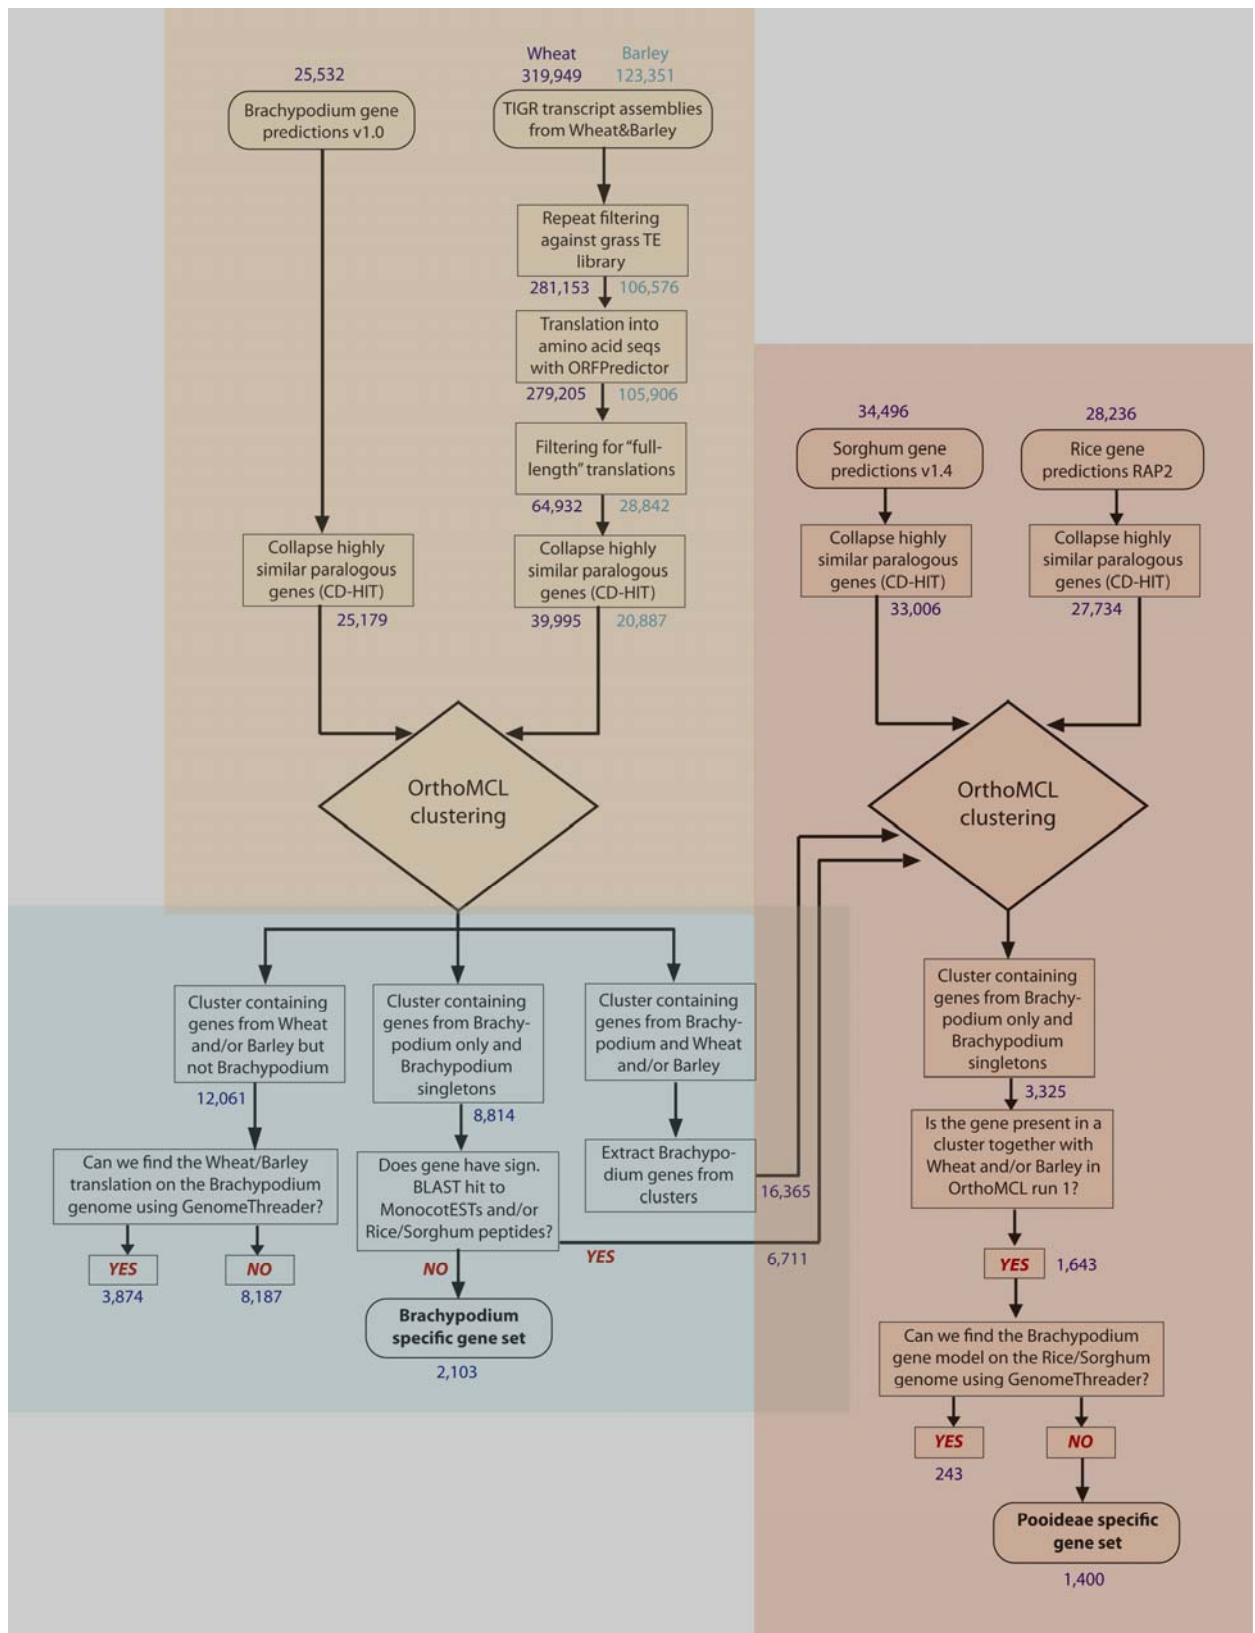 25,532
Brachypodium gene
predictions v1.0
Wheat Barley
319,949 123,351
TIGR transcript assemblies
from Wheat&Barley
Repeat filtering
against grass TE
library
281,153 106,576
Translation into
amino acid seqs
with ORFPredictor
279,205 105,906
Filtering for "full-
length" translations
64,932 28,842
Collapse highly
similar paralogous
genes (CD-HIT)
25,179
Collapse highly
similar paralogous
genes (CD-HIT)
39,995 20,887
OrthoMCL
clustering
34,496
Sorghum gene
predictions v1.4
28,236
Rice gene
predictions RAP2
Collapse highly
similar paralogous
genes (CD-HIT)
33,006
Collapse highly
similar paralogous
genes (CD-HIT)
27,734
OrthoMCL
clustering
Cluster containing
genes from Wheat
and/or Barley but
not Brachypodium
12,061
Can we find the Wheat/Barley
translation on the Brachypodium
genome using GenomeThreader?
YES
3,874
NO
8,187
Cluster containing
genes from Brachy-
podium only and
Brachypodium
singletons
8,814
Does gene have sign.
BLAST hit to
MonocotESTs and/or
Rice/Sorghum peptides?
YES
6,711
NO
Brachypodium
specific gene set
2,103
Cluster containing
genes from Brachy-
podium and Wheat
and/or Barley
Extract Brachypo-
dium genes from
clusters
16,365
Cluster containing
genes from Brachy-
podium only and
Brachypodium
singletons
3,325
Is the gene present in a
cluster together with
Wheat and/or Barley in
OrthoMCL run 1?
YES 1,643
Can we find the Brachypodium
gene model on the Rice/Sorghum
genome using GenomeThreader?
YES
243
NO
Pooideae specific
gene set
1,400